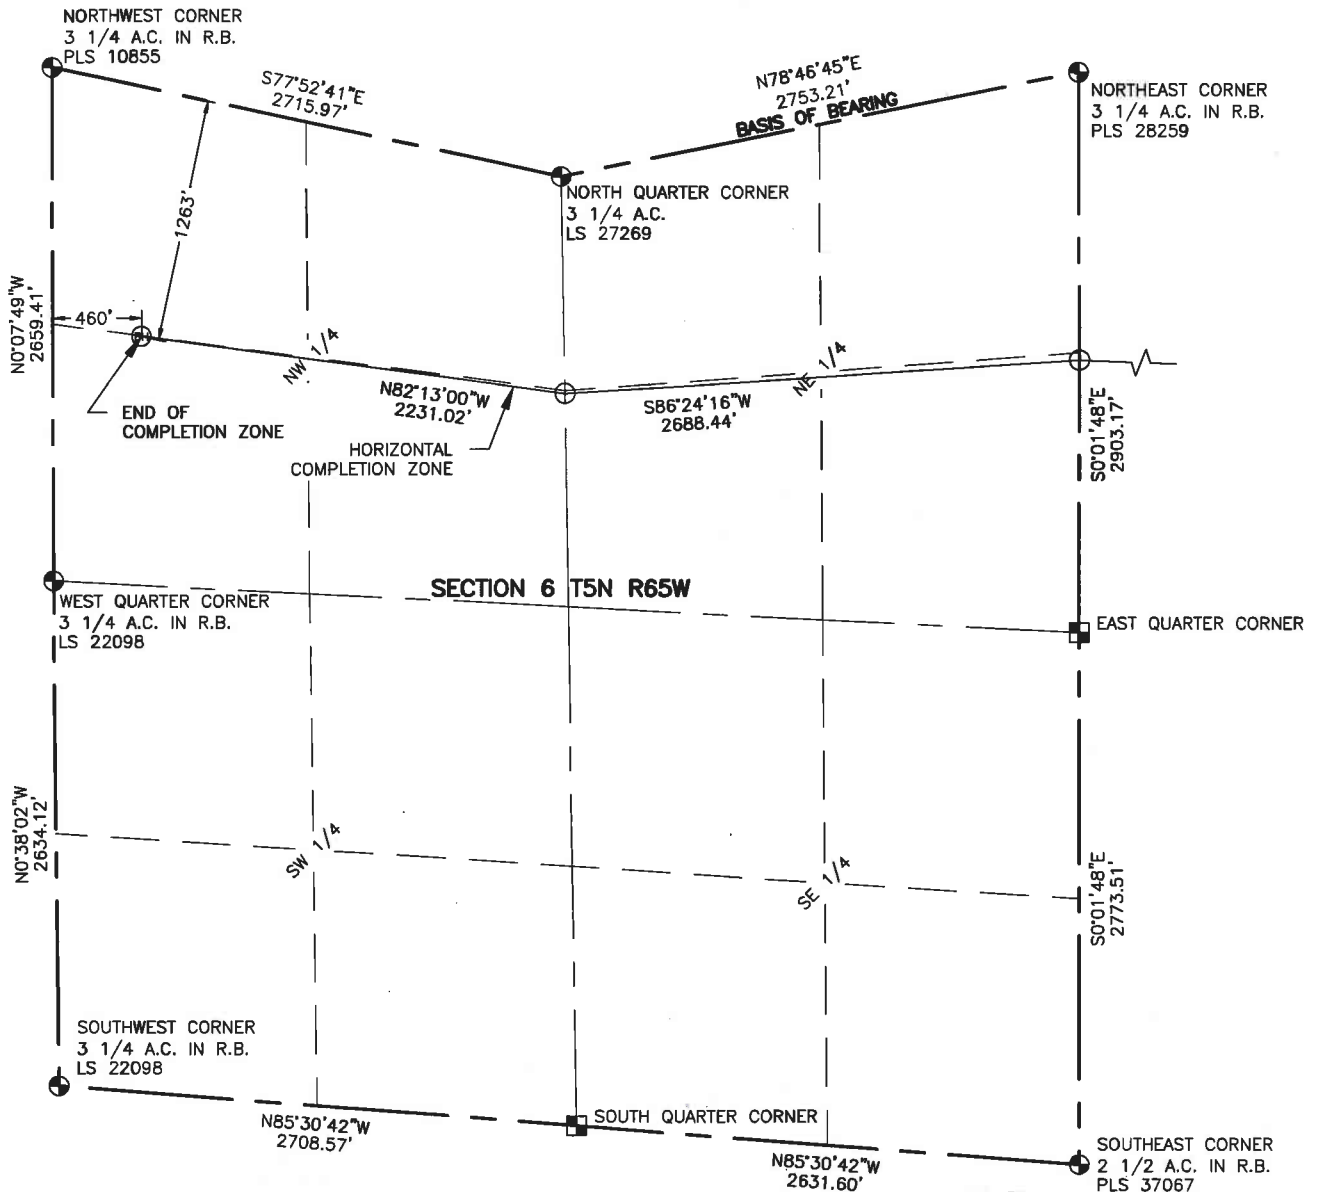 NORTHWEST CORNER
3 1/4 A.C. IN R.B.
PLS 10855
S77°52'41"E
2715.97'
N78°46'45"E
2753.21'
BASIS OF BEARING
NORTHEAST CORNER
3 1/4 A.C. IN R.B.
PLS 28259
1263'
NORTH QUARTER CORNER
3 1/4 A.C.
LS 27269
N0°07'49"W
2659.41'
460'
NW 1/4
NE 1/4
END OF
COMPLETION ZONE
N82°13'00"W
2231.02'
S86°24'16"W
2688.44'
HORIZONTAL
COMPLETION ZONE
S0°01'48"E
2903.17'
SECTION 6 T5N R65W
WEST QUARTER CORNER
3 1/4 A.C. IN R.B.
LS 22098
EAST QUARTER CORNER
N0°38'02"W
2634.12'
SW 1/4
SE 1/4
S0°01'48"E
2773.51'
SOUTHWEST CORNER
3 1/4 A.C. IN R.B.
LS 22098
N85°30'42"W
2708.57'
SOUTH QUARTER CORNER
N85°30'42"W
2631.60'
SOUTHEAST CORNER
2 1/2 A.C. IN R.B.
PLS 37067